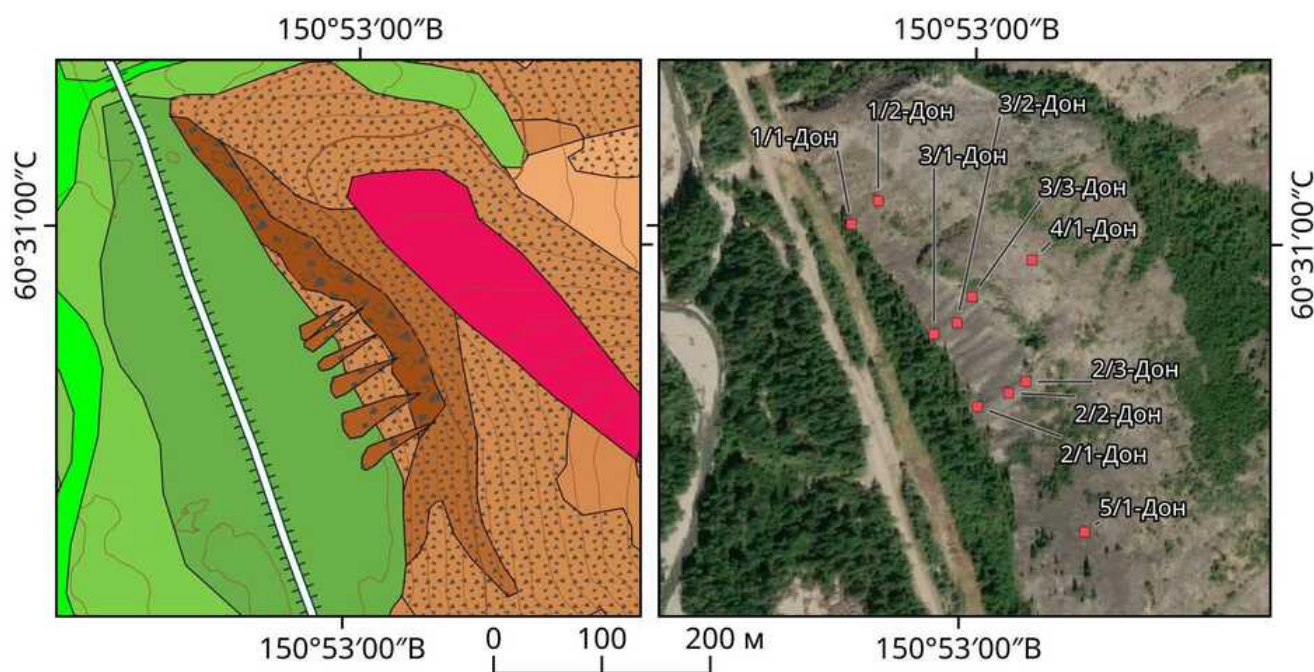 150°53′00″В
150°53′00″В
60°31′00″С
1/2-Дон
3/2-Дон
1/1-Дон
3/1-Дон
3/3-Дон
4/1-Дон
60°31′00″С
2/3-Дон
2/2-Дон
2/1-Дон
5/1-Дон
150°53′00″В
0
100
200 м
150°53′00″В